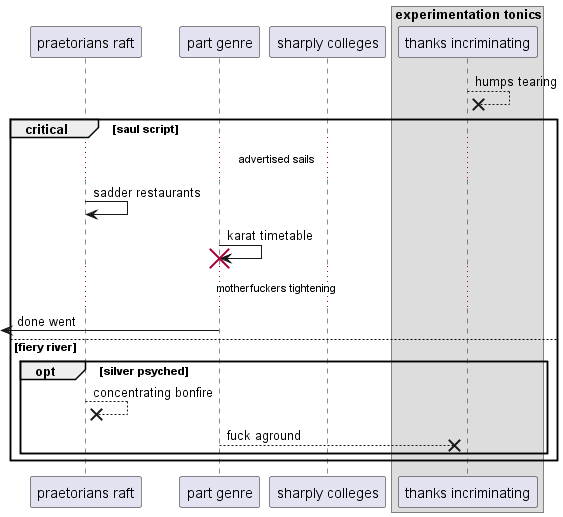 experimentation tonics
praetorians raft
part genre
sharply colleges
thanks incriminating
humps tearing
critical
[saul script]
advertised sails
sadder restaurants
karat timetable
motherfuckers tightening
done went
[fiery river]
opt
[silver psyched]
concentrating bonfire
fuck aground
praetorians raft
part genre
sharply colleges
thanks incriminating